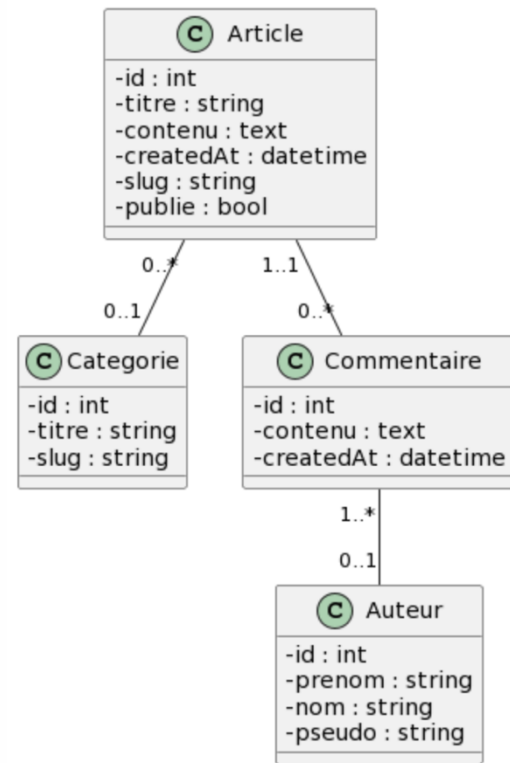 C Article
-id : int
-titre : string
-contenu : text
-createdAt : datetime
-slug : string
-publie : bool
0..* 1..1
0..1 0..*
C Categorie
-id : int
-titre : string
-slug : string
C Commentaire
-id : int
-contenu : text
-createdAt : datetime
1..*
0..1
C Auteur
-id : int
-prenom : string
-nom : string
-pseudo : string